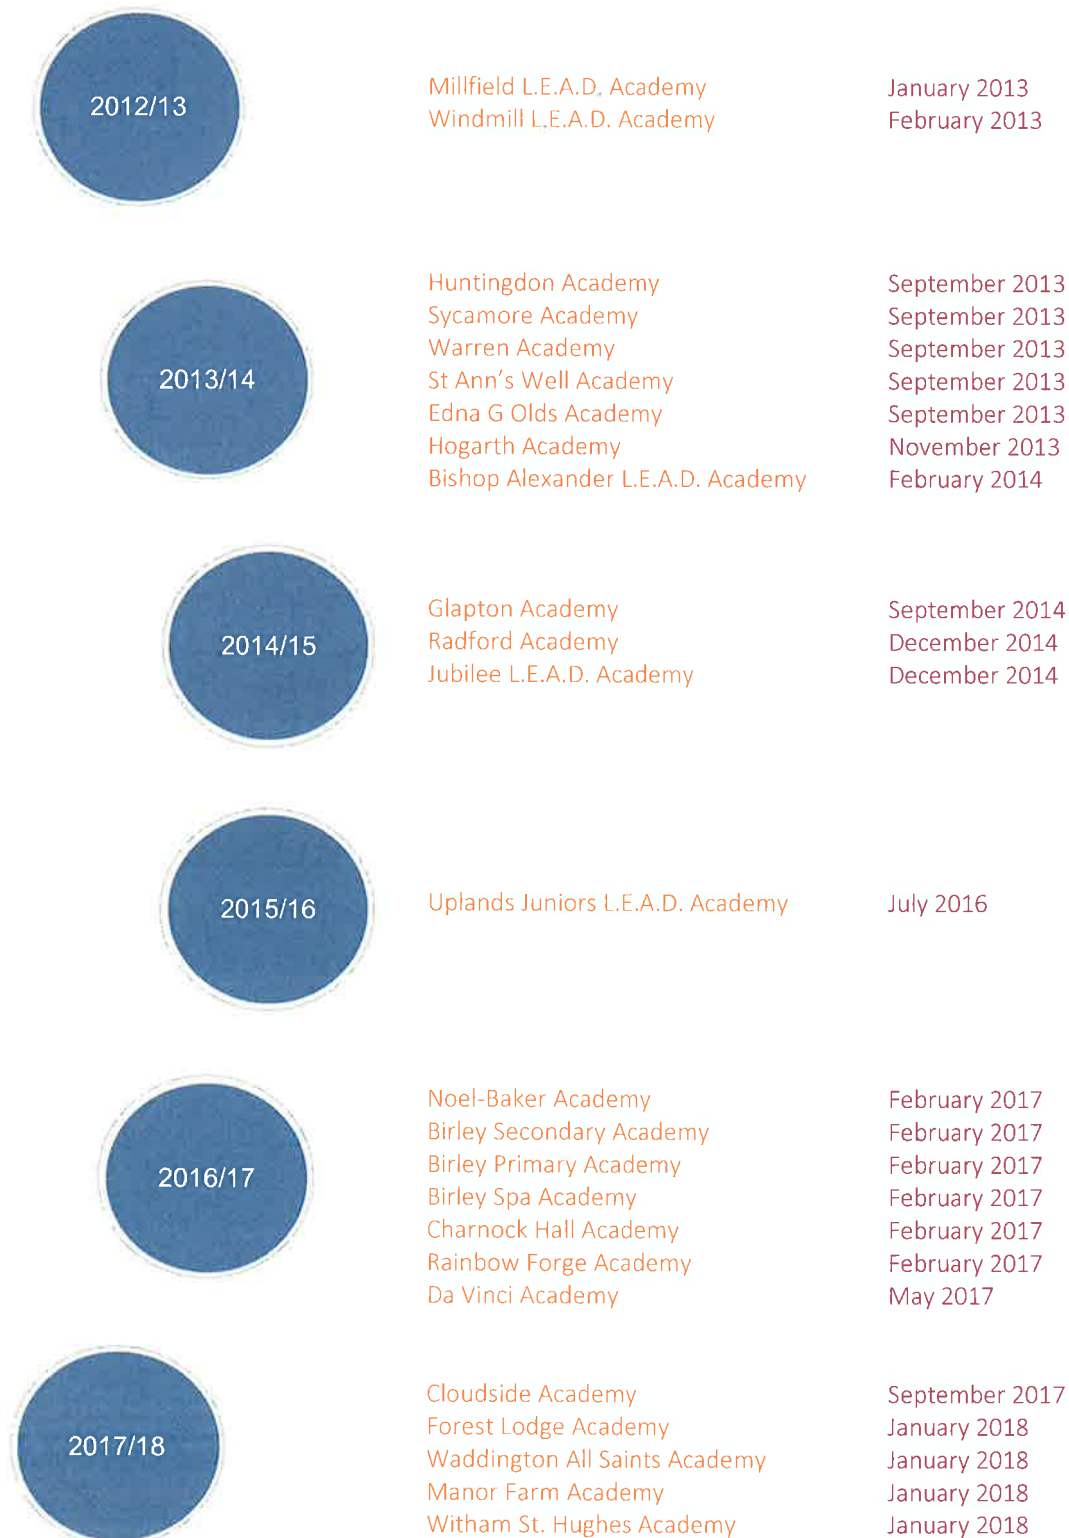 2012/13
Millfield L.E.A.D. Academy January 2013
Windmill L.E.A.D. Academy February 2013
2013/14
Huntingdon Academy September 2013
Sycamore Academy September 2013
Warren Academy September 2013
St Ann's Well Academy September 2013
Edna G Olds Academy September 2013
Hogarth Academy November 2013
Bishop Alexander L.E.A.D. Academy February 2014
2014/15
Glapton Academy September 2014
Radford Academy December 2014
Jubilee L.E.A.D. Academy December 2014
2015/16
Uplands Juniors L.E.A.D. Academy July 2016
2016/17
Noel-Baker Academy February 2017
Birley Secondary Academy February 2017
Birley Primary Academy February 2017
Birley Spa Academy February 2017
Charnock Hall Academy February 2017
Rainbow Forge Academy February 2017
Da Vinci Academy May 2017
2017/18
Cloudside Academy September 2017
Forest Lodge Academy January 2018
Waddington All Saints Academy January 2018
Manor Farm Academy January 2018
Witham St. Hughes Academy January 2018